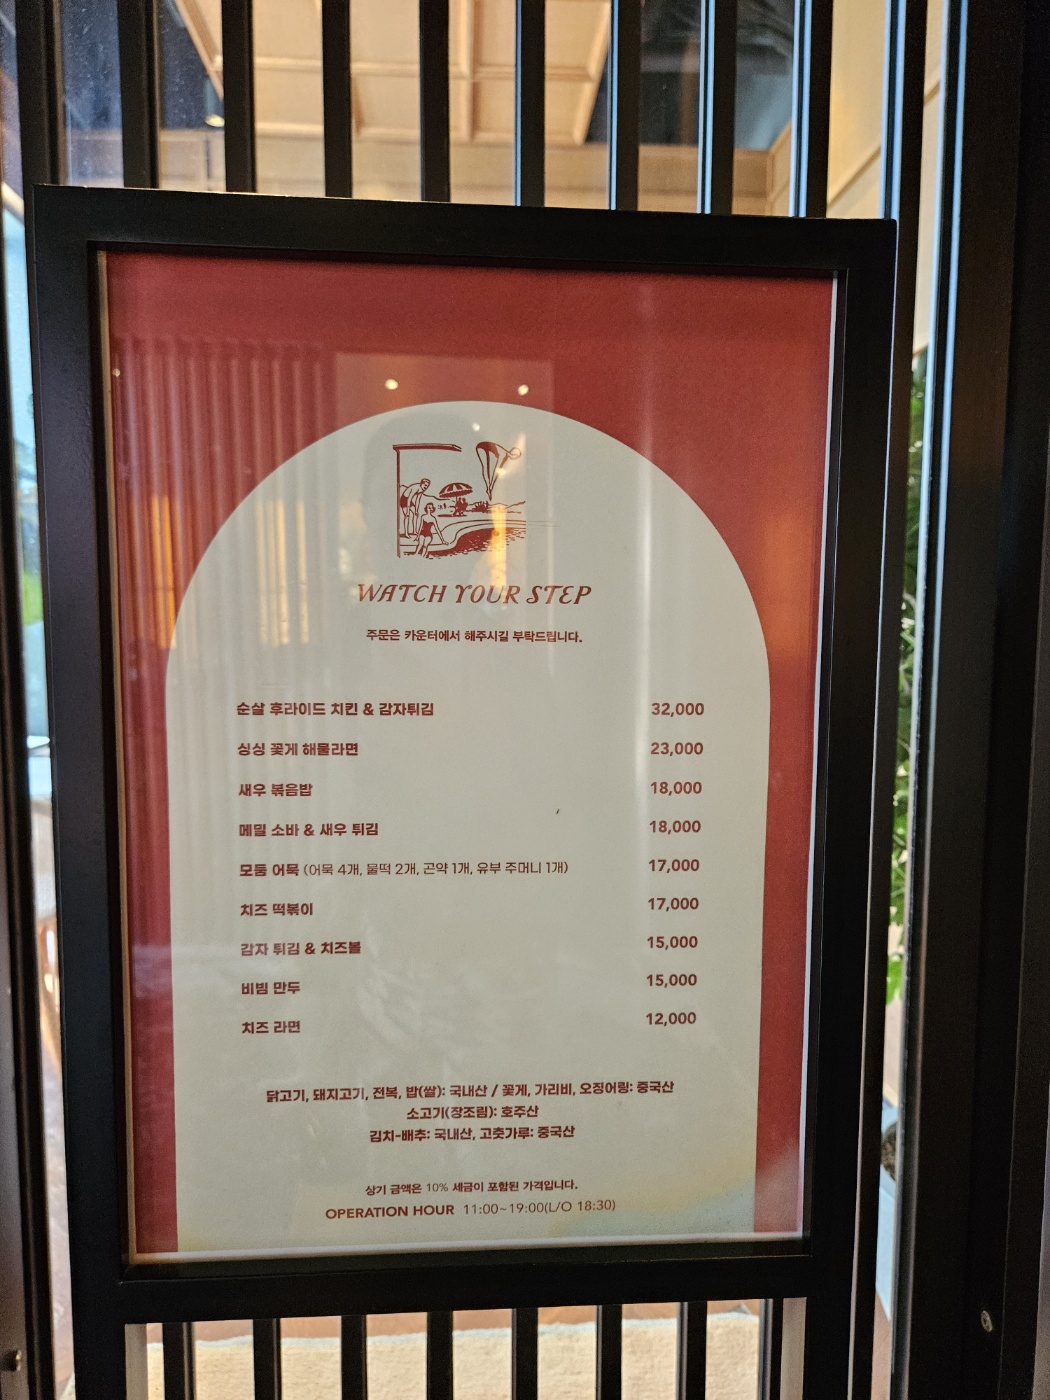 WATCH YOUR STEP
주문은 카운터에서 해주시길 부탁드립니다.
순살 후라이드 치킨 & 감자튀김 32,000
싱싱 꽃게 해물라면 23,000
새우 볶음밥 18,000
메밀 소바 & 새우 튀김 18,000
모둠 어묵 (어묵 4개, 물떡 2개, 곤약 1개, 유부 주머니 1개) 17,000
치즈 떡볶이 17,000
감자 튀김 & 치즈볼 15,000
비빔 만두 15,000
치즈 라면 12,000
닭고기, 돼지고기, 전복, 밥(쌀): 국내산 / 꽃게, 가리비, 오징어링: 중국산
소고기(장조림): 호주산
김치-배추: 국내산, 고춧가루: 중국산
상기 금액은 10% 세금이 포함된 가격입니다.
OPERATION HOUR 11:00~19:00(L/O 18:30)